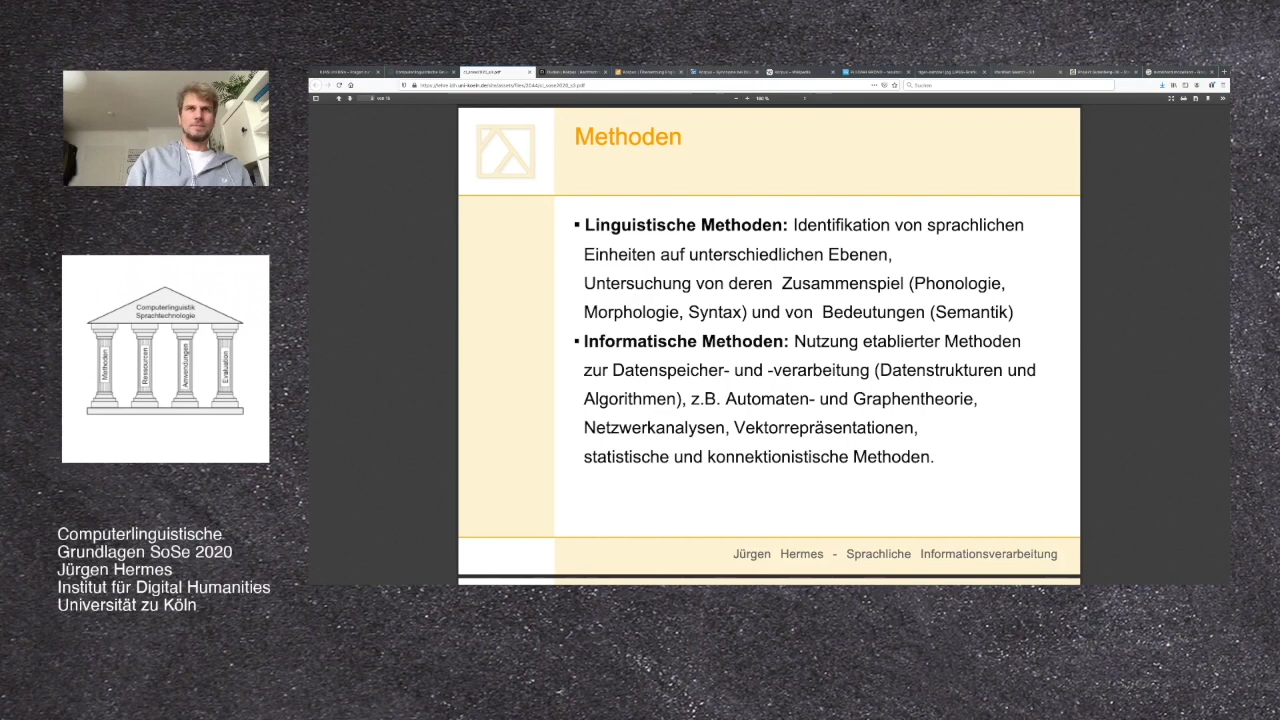 Methoden
▪ Linguistische Methoden: Identifikation von sprachlichen
Einheiten auf unterschiedlichen Ebenen,
Untersuchung von deren Zusammenspiel (Phonologie,
Morphologie, Syntax) und von Bedeutungen (Semantik)
▪ Informatische Methoden: Nutzung etablierter Methoden
zur Datenspeicher- und -verarbeitung (Datenstrukturen und
Algorithmen), z.B. Automaten- und Graphentheorie,
Netzwerkanalysen, Vektorrepräsentationen,
statistische und konnektionistische Methoden.
Jürgen Hermes - Sprachliche Informationsverarbeitung
Computerlinguistik
Sprachtechnologie
Methoden
Ressourcen
Anwendungen
Evaluation
Computerlinguistische
Grundlagen SoSe 2020
Jürgen Hermes
Institut für Digital Humanities
Universität zu Köln